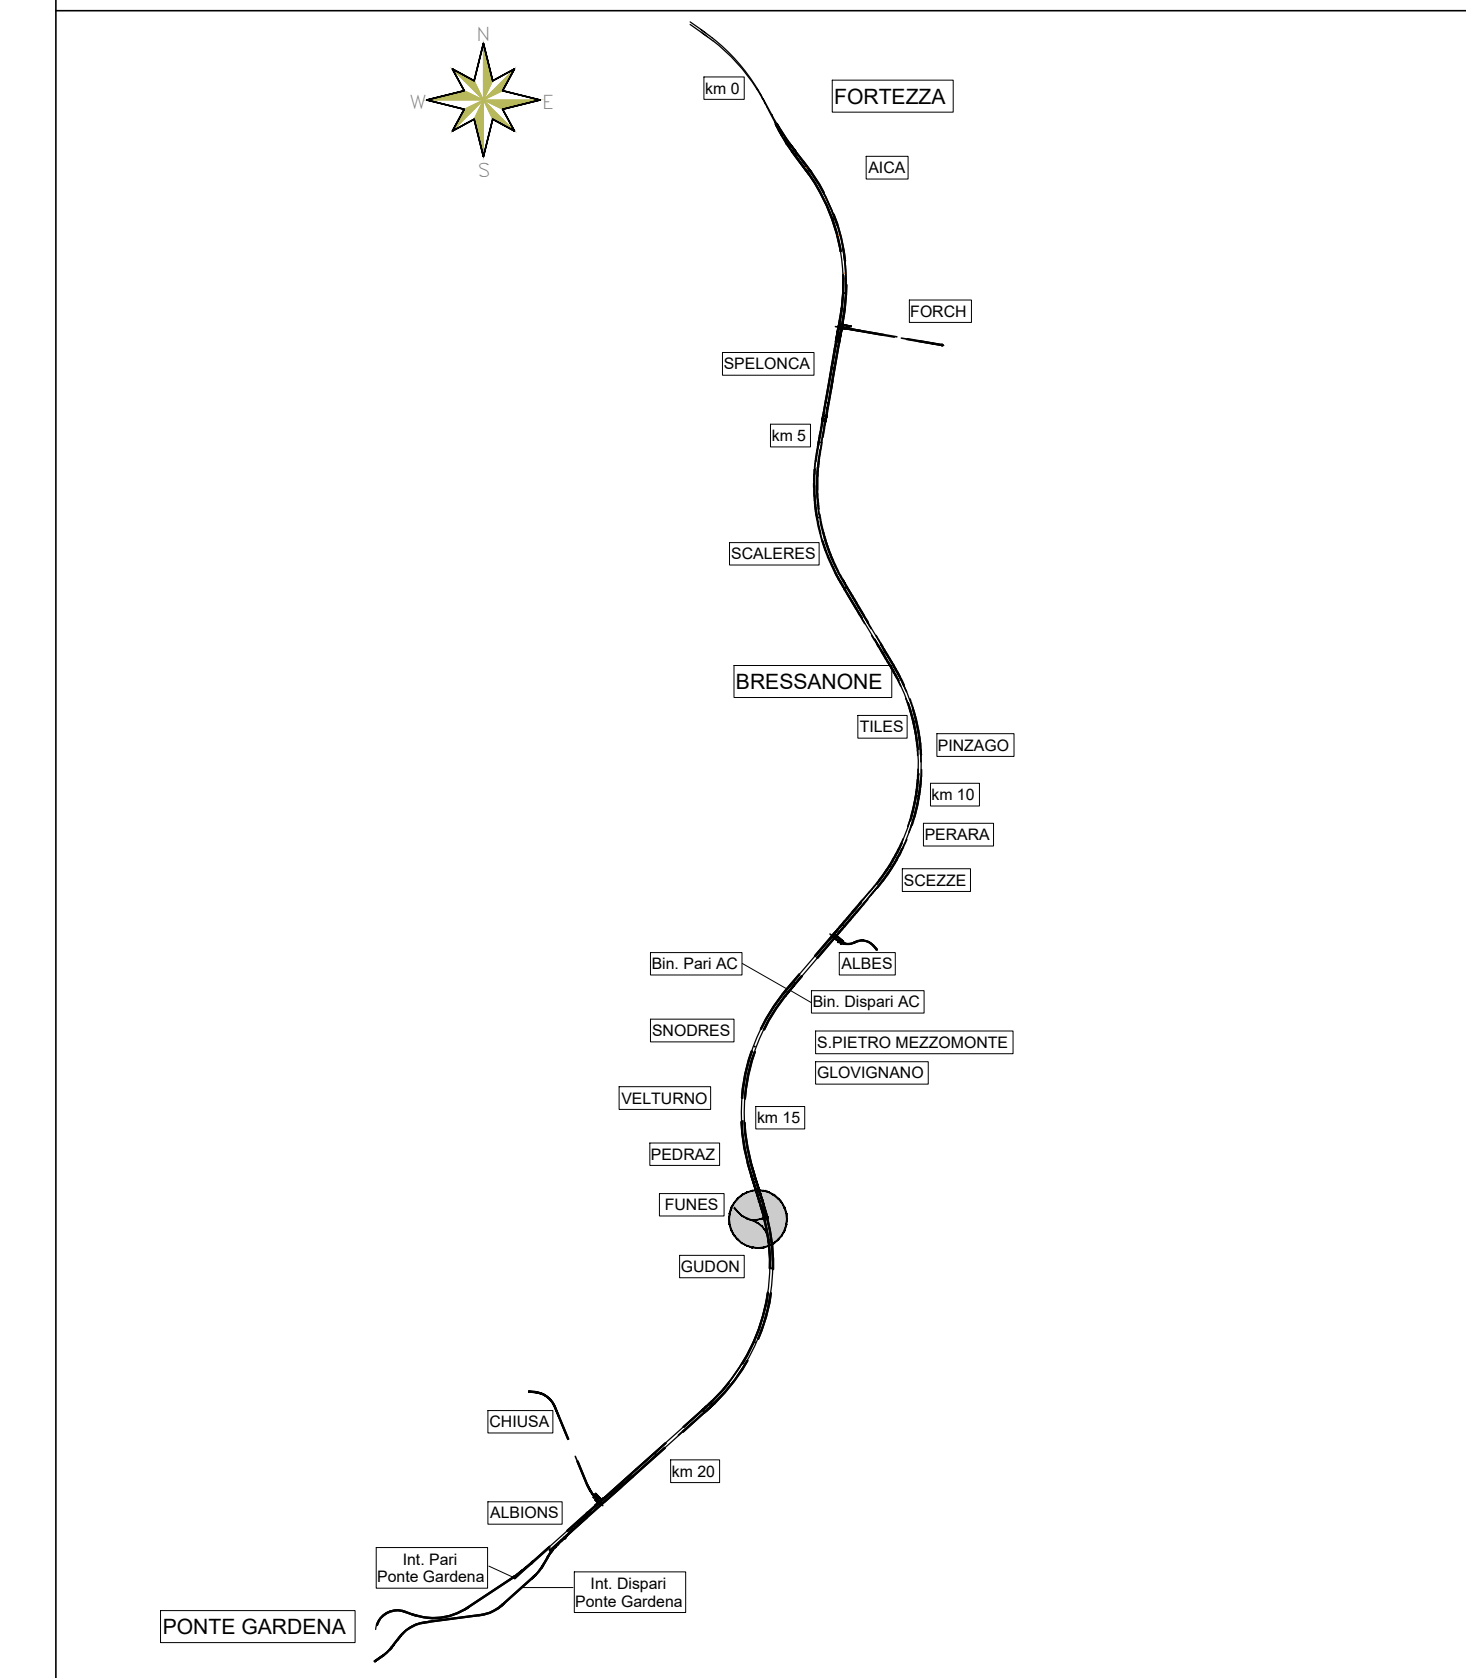 N
km 0
FORTEZZA
W
E
S
AICA
FORCH
SPELONCA
km 5
SCALERES
BRESSANONE
TILES
PINZAGO
km 10
PERARA
SCEZZE
Bin. Pari AC
ALBES
Bin. Dispari AC
SNODRES
S.PIETRO MEZZOMONTE
GLOVIGNANO
VELTURNO
km 15
PEDRAZ
FUNES
GUDON
CHIUSA
km 20
ALBIONS
Int. Pari
Ponte Gardena
Int. Dispari
Ponte Gardena
PONTE GARDENA